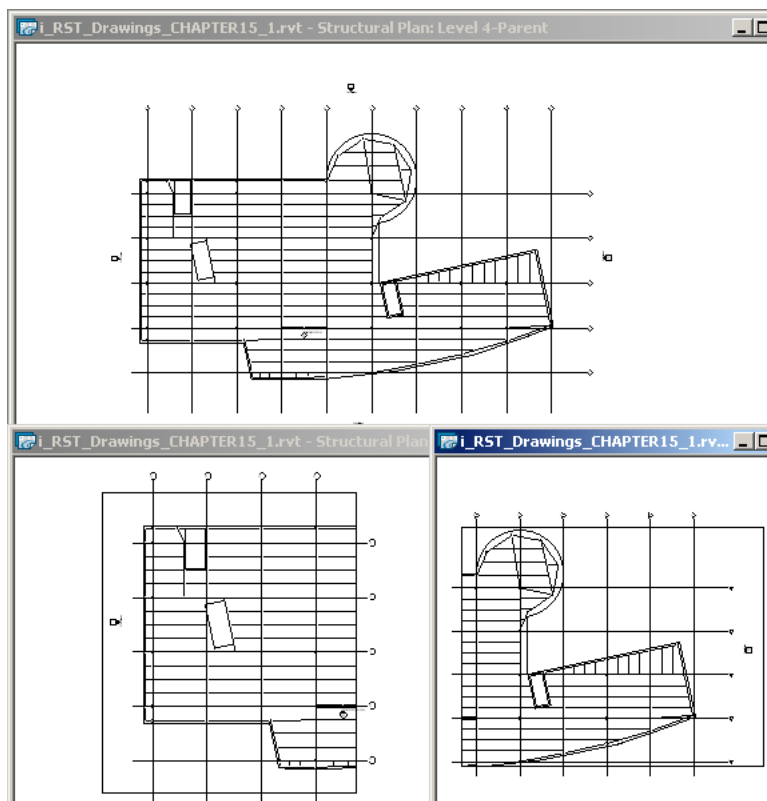 i_RST_Drawings_CHAPTER15_1.rvt - Structural Plan: Level 4-Parent
i_RST_Drawings_CHAPTER15_1.rvt - Structural Plan
i_RST_Drawings_CHAPTER15_1.rv...